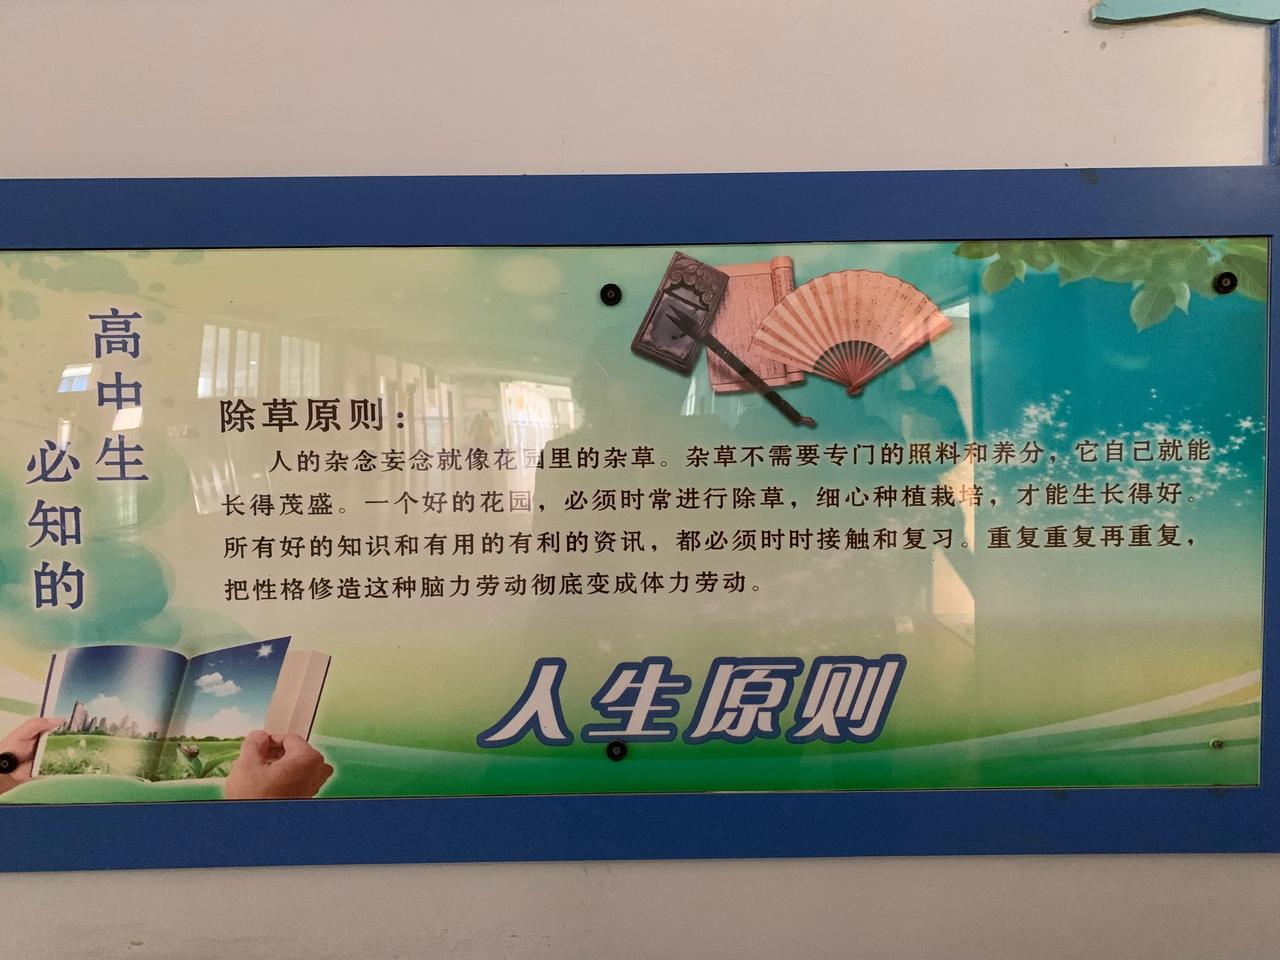 高中生
必知的
除草原则：
人的杂念妄念就像花园里的杂草。杂草不需要专门的照料和养分，它自己就能
长得茂盛。一个好的花园，必须时常进行除草，细心种植栽培，才能生长得好。
所有好的知识和有用的有利的资讯，都必须时时接触和复习。重复重复再重复，
把性格修造这种脑力劳动彻底变成体力劳动。
人生原则